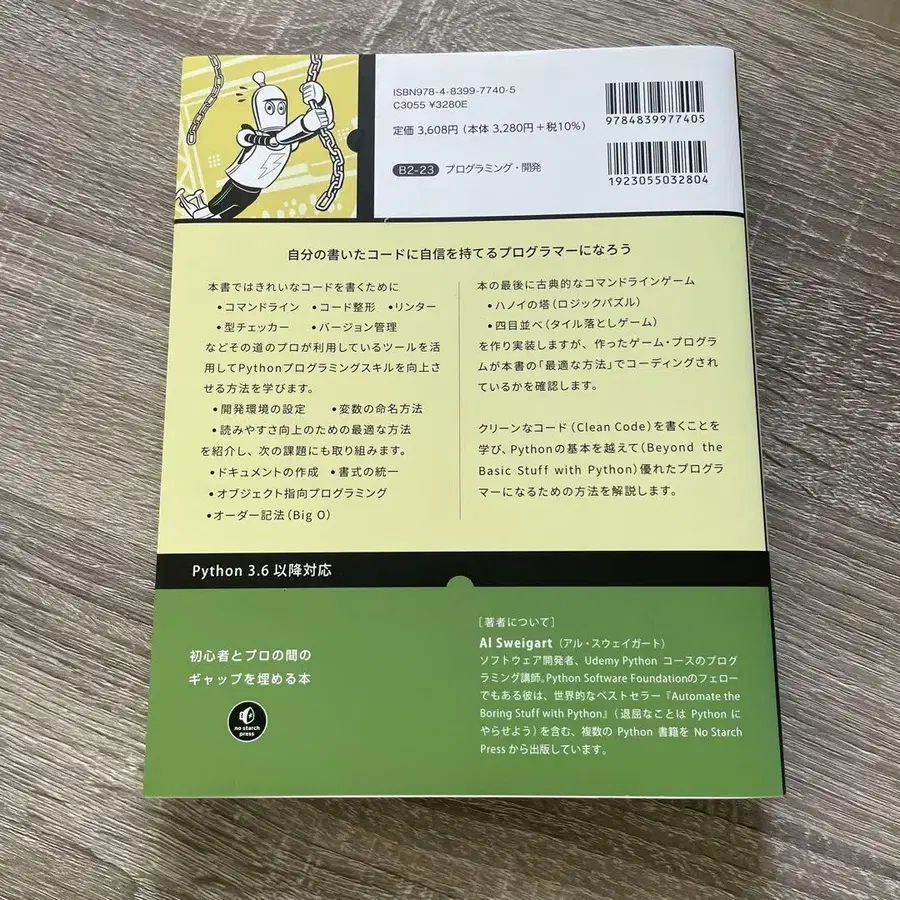 ISBN978-4-8399-7740-5
C3055 ¥3280E
定価 3,608円（本体 3,280円＋税10%）
B2-23 プログラミング・開発
9784839977405
1923055032804
自分の書いたコードに自信を持てるプログラマーになろう
本書ではきれいなコードを書くために
•コマンドライン •コード整形 •リンター
•型チェッカー •バージョン管理
などその道のプロが利用しているツールを活
用してPythonプログラミングスキルを向上さ
せる方法を学びます。
•開発環境の設定 •変数の命名方法
•読みやすさ向上のための最適な方法
を紹介し、次の課題にも取り組みます。
•ドキュメントの作成 •書式の統一
•オブジェクト指向プログラミング
•オーダー記法（Big O）
本の最後に古典的なコマンドラインゲーム
•ハノイの塔（ロジックパズル）
•四目並べ（タイル落としゲーム）
を作り実装しますが、作ったゲーム・プログラ
ムが本書の「最適な方法」でコーディングされ
ているかを確認します。
クリーンなコード（Clean Code）を書くことを
学び、Pythonの基本を越えて（Beyond the
Basic Stuff with Python）優れたプログラ
マーになるための方法を解説します。
Python 3.6 以降対応
初心者とプロの間の
ギャップを埋める本
no starch
press
［著者について］
Al Sweigart （アル・スウェイガート）
ソフトウェア開発者、Udemy Python コースのプログ
ラミング講師。Python Software Foundationのフェロー
でもある彼は、世界的なベストセラー『Automate the
Boring Stuff with Python』（退屈なことは Python に
やらせよう）を含む、複数の Python 書籍を No Starch
Press から出版しています。